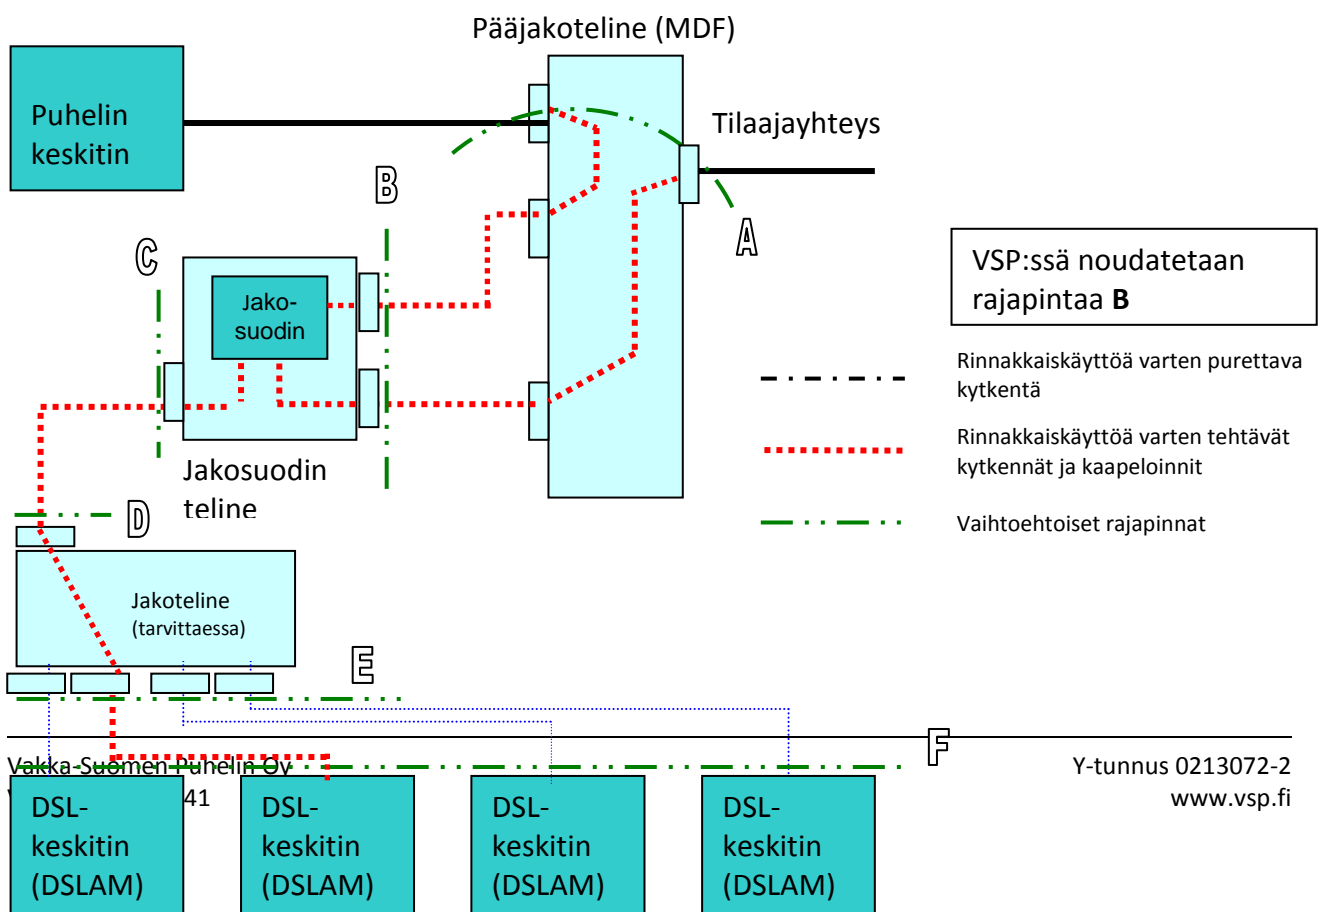 Pääjakoteline (MDF)
Puhelin
keskitin
Tilaajayhteys
B
A
C
VSP:ssä noudatetaan
rajapintaa B
Jako-
suodin
Rinnakkaiskäyttöä varten purettava
kytkentä
Rinnakkaiskäyttöä varten tehtävät
kytkennät ja kaapeloinnit
Jakosuodin
teline
D
Vaihtoehtoiset rajapinnat
Jakoteline
(tarvittaessa)
E
F
Vakka-Suomen Puhelin Oy
Y-tunnus 0213072-2
41
www.vsp.fi
DSL-
keskitin
(DSLAM)
DSL-
keskitin
(DSLAM)
DSL-
keskitin
(DSLAM)
DSL-
keskitin
(DSLAM)